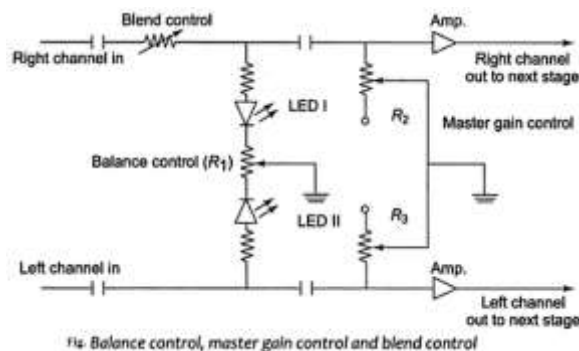 Blend control
Amp.
Right channel in
Right channel
out to next stage
LED I
R2
Master gain control
Balance control (R1)
LED II
R3
Left channel in
Amp.
Left channel
out to next stage
Fig. Balance control, master gain control and blend control